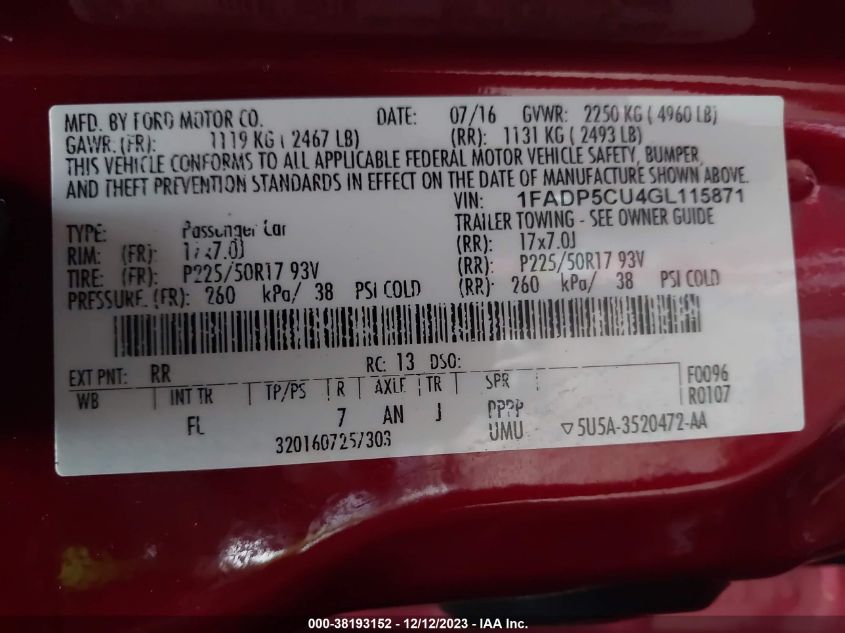 MFD. BY FORD MOTOR CO. DATE: 07/16 GVWR: 2250 KG ( 4960 LB)
GAWR: (FR): 1119 KG ( 2467 LB) (RR): 1131 KG ( 2493 LB)
THIS VEHICLE CONFORMS TO ALL APPLICABLE FEDERAL MOTOR VEHICLE SAFETY, BUMPER,
AND THEFT PREVENTION STANDARDS IN EFFECT ON THE DATE OF MANUFACTURE SHOWN ABOVE.
VIN: 1FADP5CU4GL115871
TYPE: Passenger Car TRAILER TOWING - SEE OWNER GUIDE
RIM: (FR): 17x7.0J (RR): 17x7.0J
TIRE: (FR): P225/50R17 93V (RR): P225/50R17 93V
PRESSURE: (FR): 260 kPa/ 38 PSI COLD (RR): 260 kPa/ 38 PSI COLD
EXT PNT: RR RC: 13 DSO: F0096
WB INT TR TP/PS R AXLE TR SPR R0107
FL 7 AN J PPPP
320160725/303 UMU ▽5U5A-3520472-AA
000-38193152 - 12/12/2023 - IAA Inc.